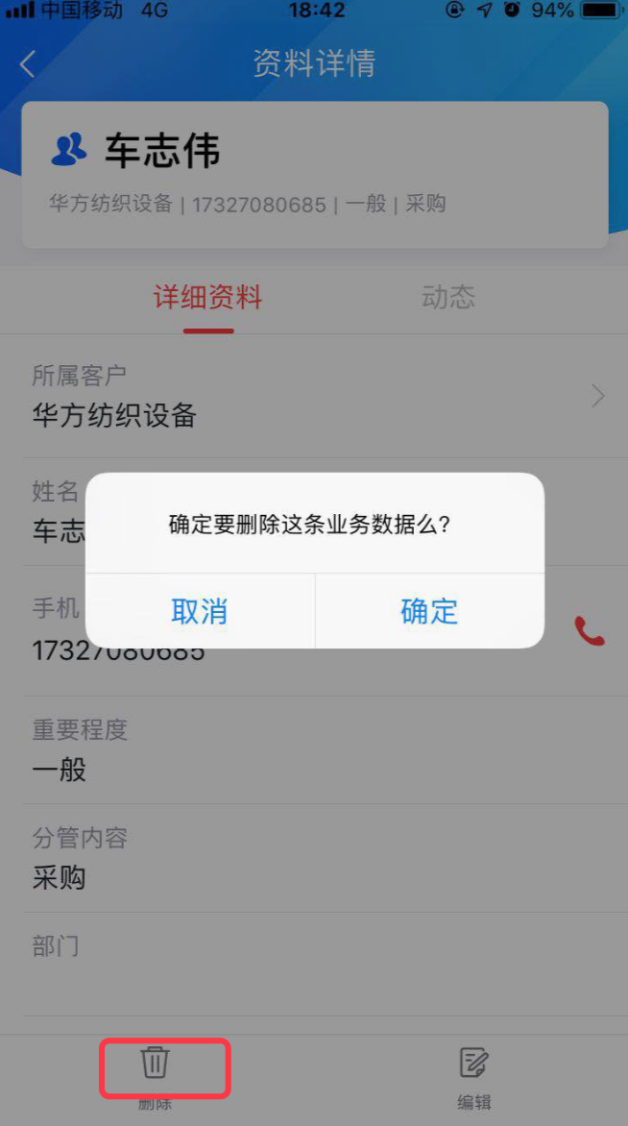 中国移动 4G 18:42 94%
资料详情
车志伟
华方纺织设备 | 17327080685 | 一般 | 采购
详细资料 动态
所属客户
华方纺织设备
姓名
车志
确定要删除这条业务数据么?
取消 确定
手机
17327080685
重要程度
一般
分管内容
采购
部门
删除 编辑